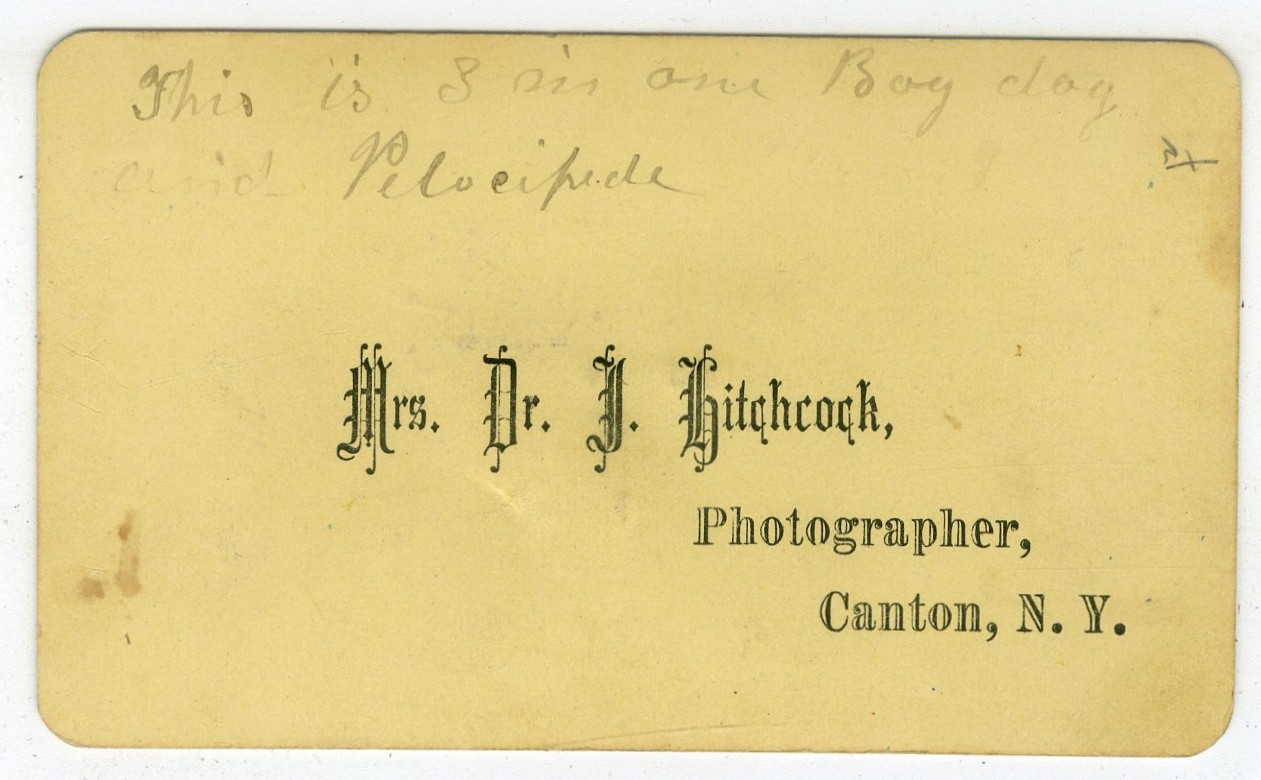 This is 3 in one Boy dog
and Velocipede
Mrs. Dr. J. Hitchcock,
Photographer,
Canton, N. Y.